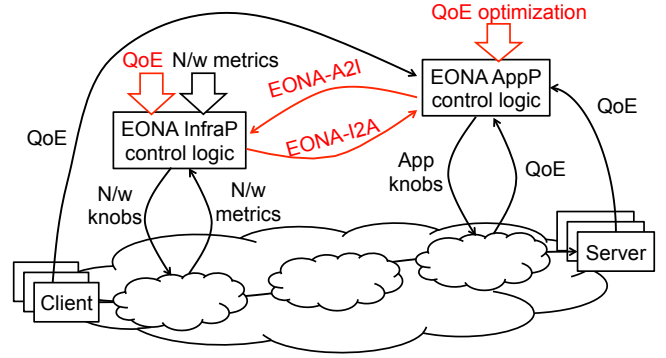 QoE optimization
QoE
N/w metrics
EONA-A2I
EONA AppP
control logic
EONA InfraP
control logic
EONA-I2A
QoE
QoE
App
knobs
QoE
N/w
knobs
N/w
metrics
Server
Client